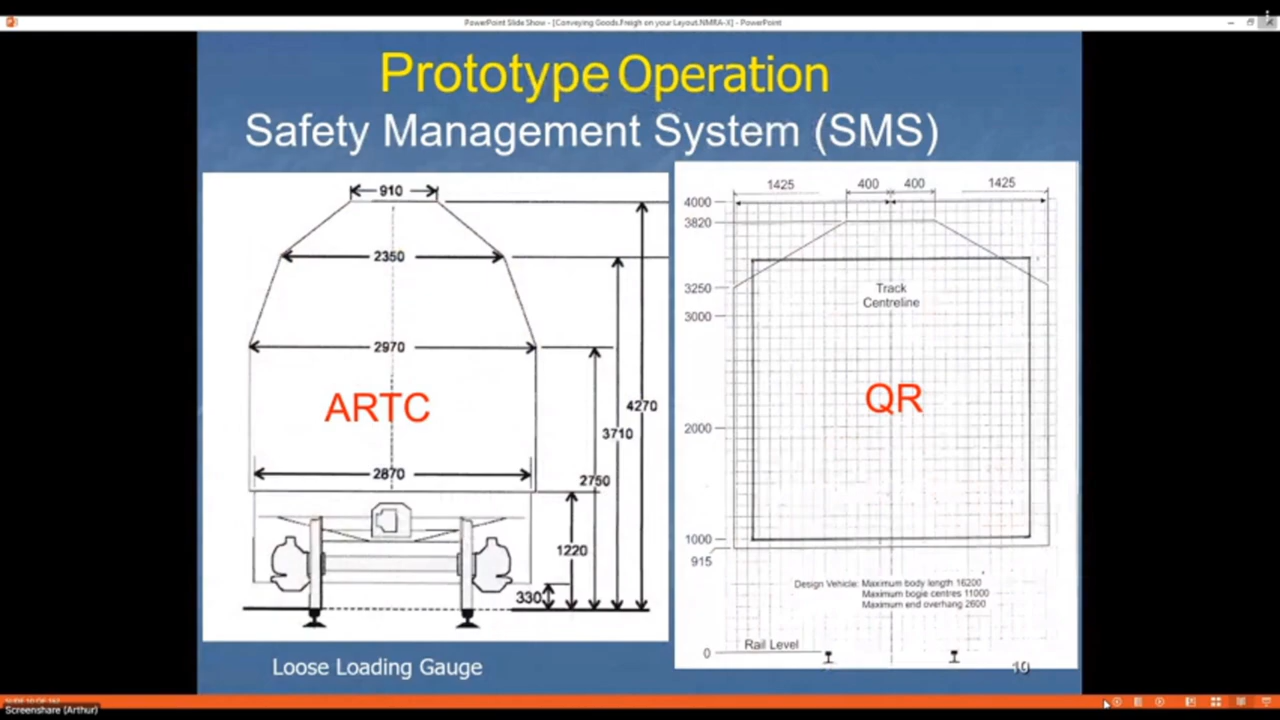 PowerPoint Slide Show - [Conveying Goods.Freigh on your Layout.NMRA-X] - PowerPoint
Prototype Operation
Safety Management System (SMS)
910
2350
2970
ARTC
2870
4270
3710
2750
1220
330
1425 400 400 1425
4000
3820
3250
3000
2000
1000
915
0
Track
Centreline
QR
Design Vehicle: Maximum body length 16200
Maximum bogie centres 11000
Maximum end overhang 2600
Rail Level
Loose Loading Gauge
10
Screenshare (Arthur)